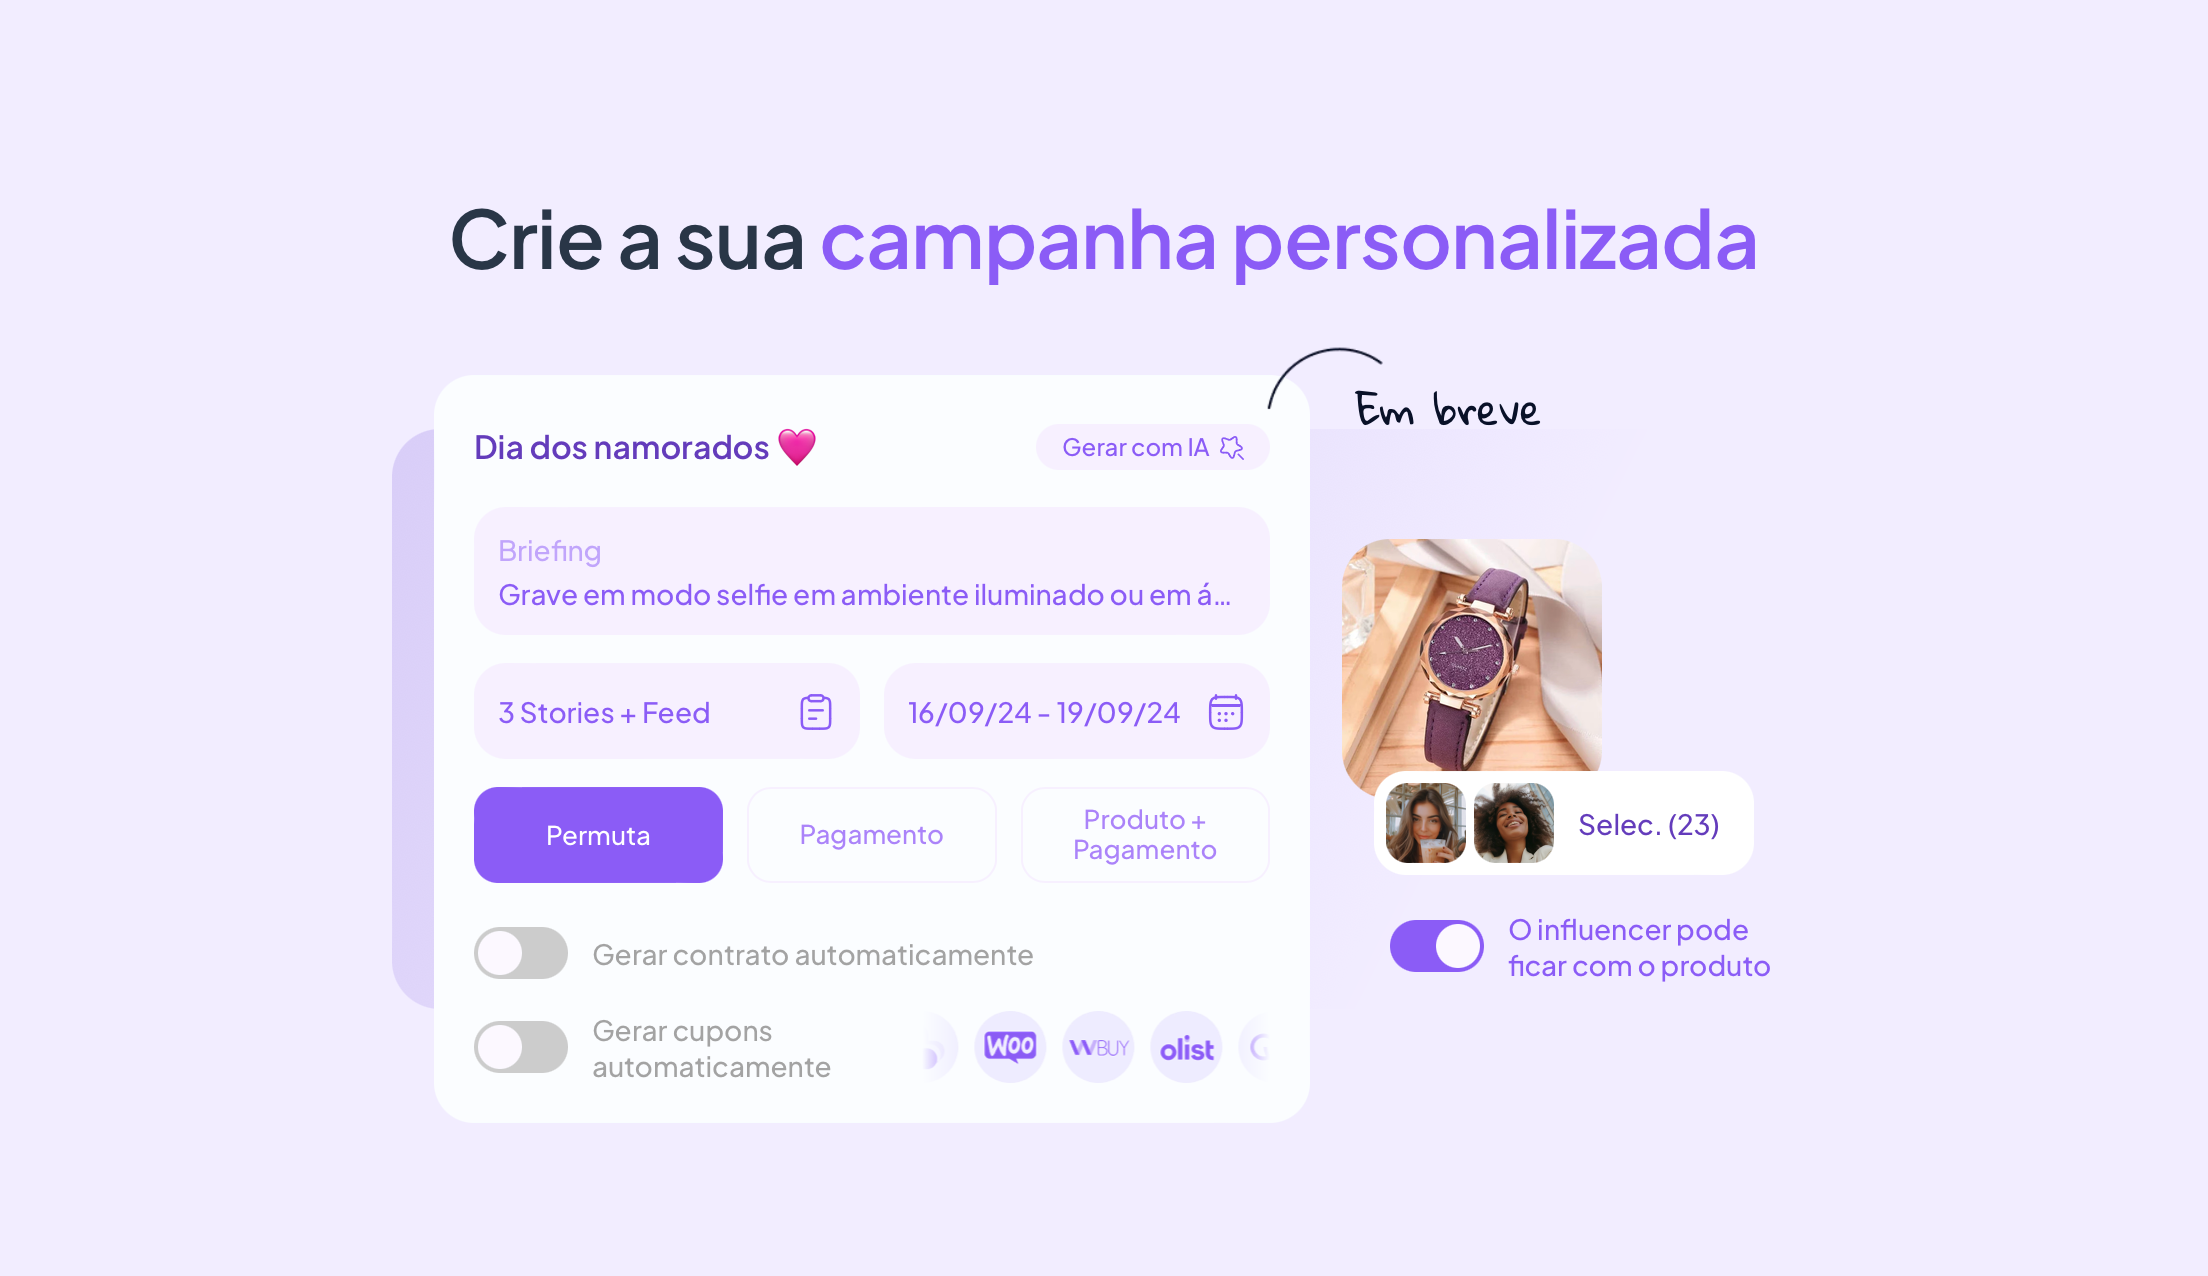 Crie a sua campanha personalizada
Em breve
Dia dos namorados
Gerar com IA
Briefing
Grave em modo selfie em ambiente iluminado ou em á...
3 Stories + Feed
16/09/24 - 19/09/24
Permuta
Pagamento
Produto +
Pagamento
Selec. (23)
Gerar contrato automaticamente
O influencer pode
ficar com o produto
Gerar cupons
automaticamente
Woo
WBUY
olist